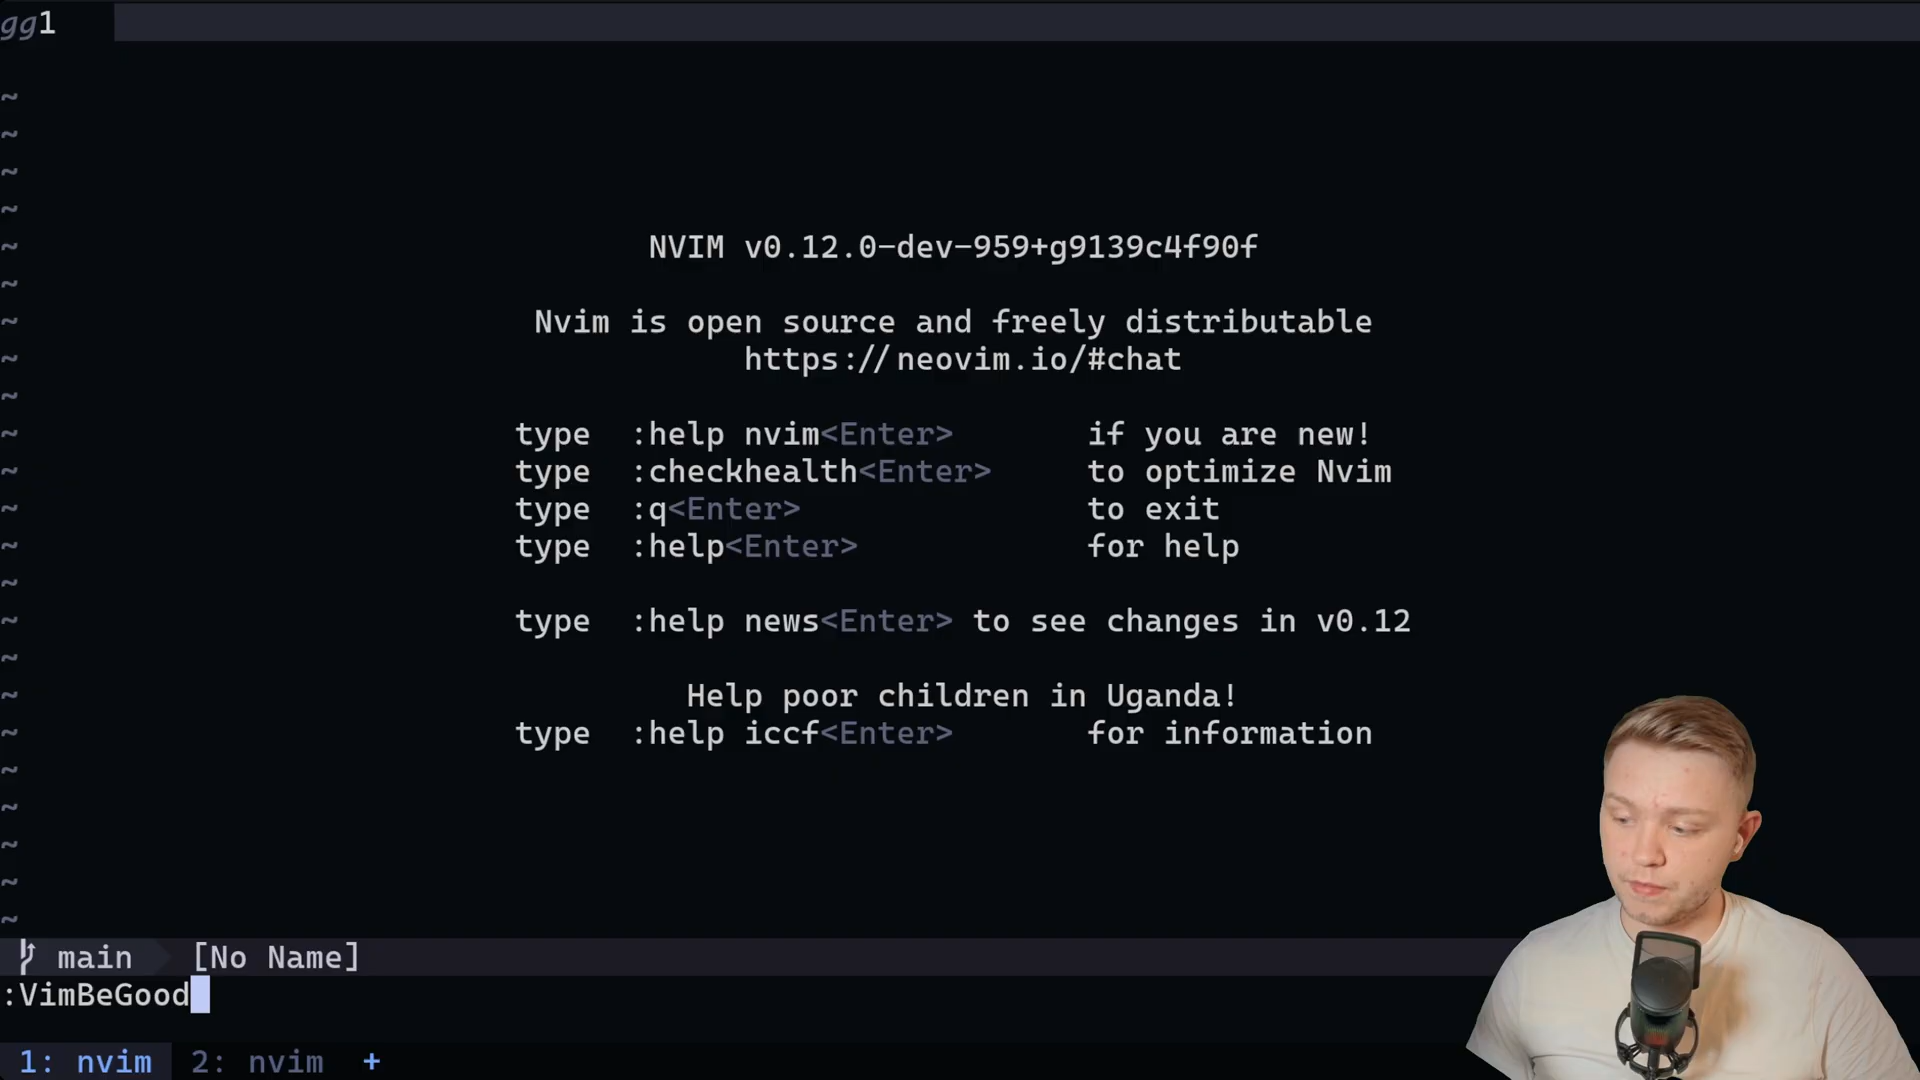 gg1
~
~
~
~
~ NVIM v0.12.0-dev-959+g9139c4f90f
~
~ Nvim is open source and freely distributable
~ https://neovim.io/#chat
~
~ type :help nvim<Enter> if you are new!
~ type :checkhealth<Enter> to optimize Nvim
~ type :q<Enter> to exit
~ type :help<Enter> for help
~
~ type :help news<Enter> to see changes in v0.12
~
~ Help poor children in Uganda!
~ type :help iccf<Enter> for information
~
~
~
~
~
main [No Name]
:VimBeGood
1: nvim 2: nvim +